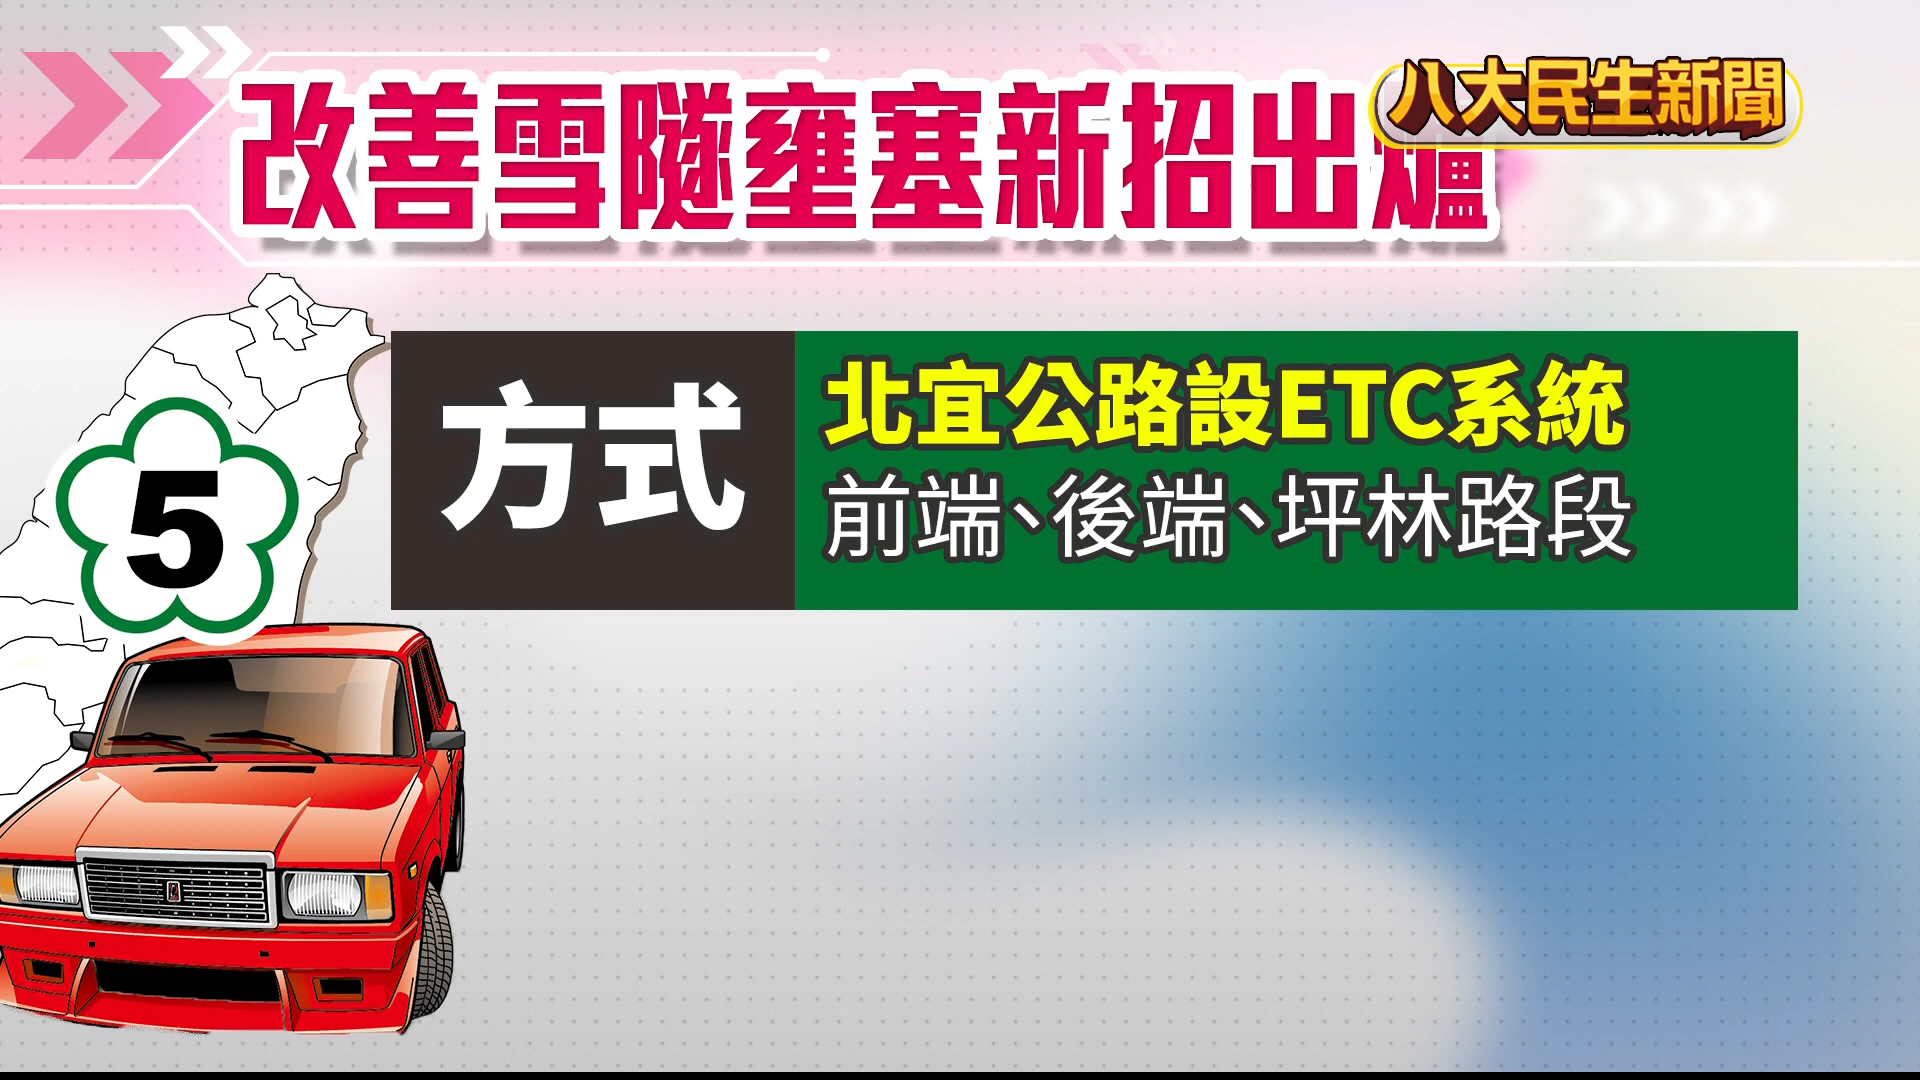 改善雪隧壅塞新招出爐
八大民生新聞
5
方式
北宜公路設ETC系統
前端、後端、坪林路段